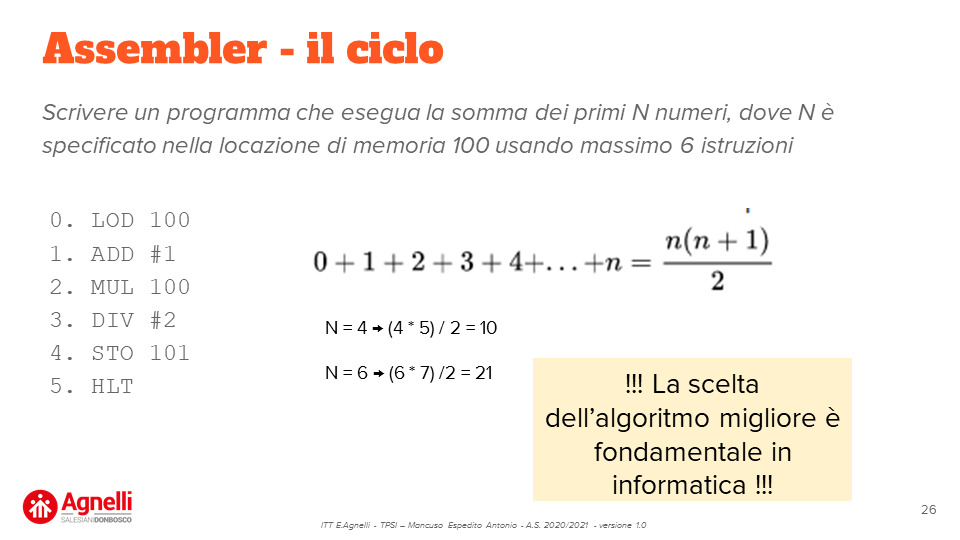 Assembler - il ciclo
Scrivere un programma che esegua la somma dei primi N numeri, dove N è
specificato nella locazione di memoria 100 usando massimo 6 istruzioni
0. LOD 100
1. ADD #1
2. MUL 100
3. DIV #2
4. STO 101
5. HLT
0 + 1 + 2 + 3 + 4+. . . +n = n(n + 1) / 2
N = 4 → (4 * 5) / 2 = 10
N = 6 → (6 * 7) /2 = 21
!!! La scelta
dell’algoritmo migliore è
fondamentale in
informatica !!!
Agnelli
SALESIANI DONBOSCO
ITT E.Agnelli - TPSI – Mancuso Espedito Antonio - A.S. 2020/2021 - versione 1.0
26